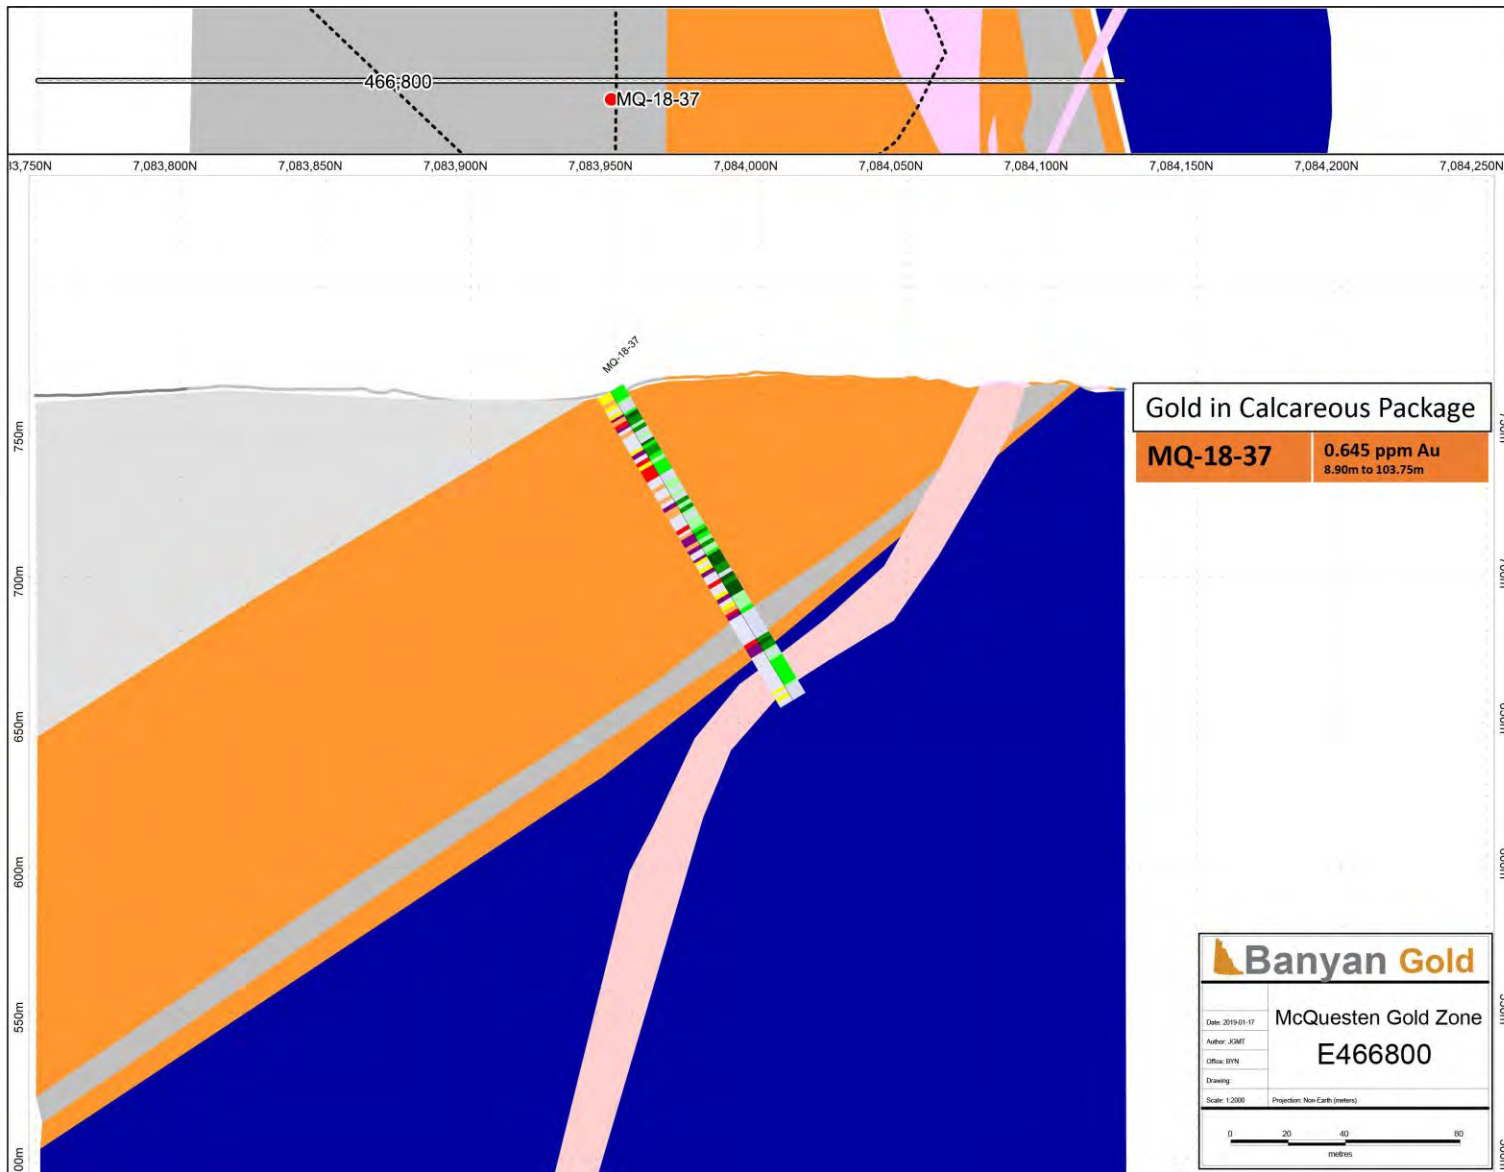 466,800
MQ-18-37
33,750N 7,083,800N 7,083,850N 7,083,900N 7,083,950N 7,084,000N 7,084,050N 7,084,100N 7,084,150N 7,084,200N 7,084,250N
MQ-18-37
750m
700m
650m
600m
550m
00m
Gold in Calcareous Package
MQ-18-37
0.645 ppm Au
8.90m to 103.75m
Banyan Gold
McQuesten Gold Zone
E466800
Date: 2019-01-17
Author: JGMT
Office: BYN
Drawing:
Scale: 1:2000
Projection: Non-Earth (meters)
0 20 40 80
metres